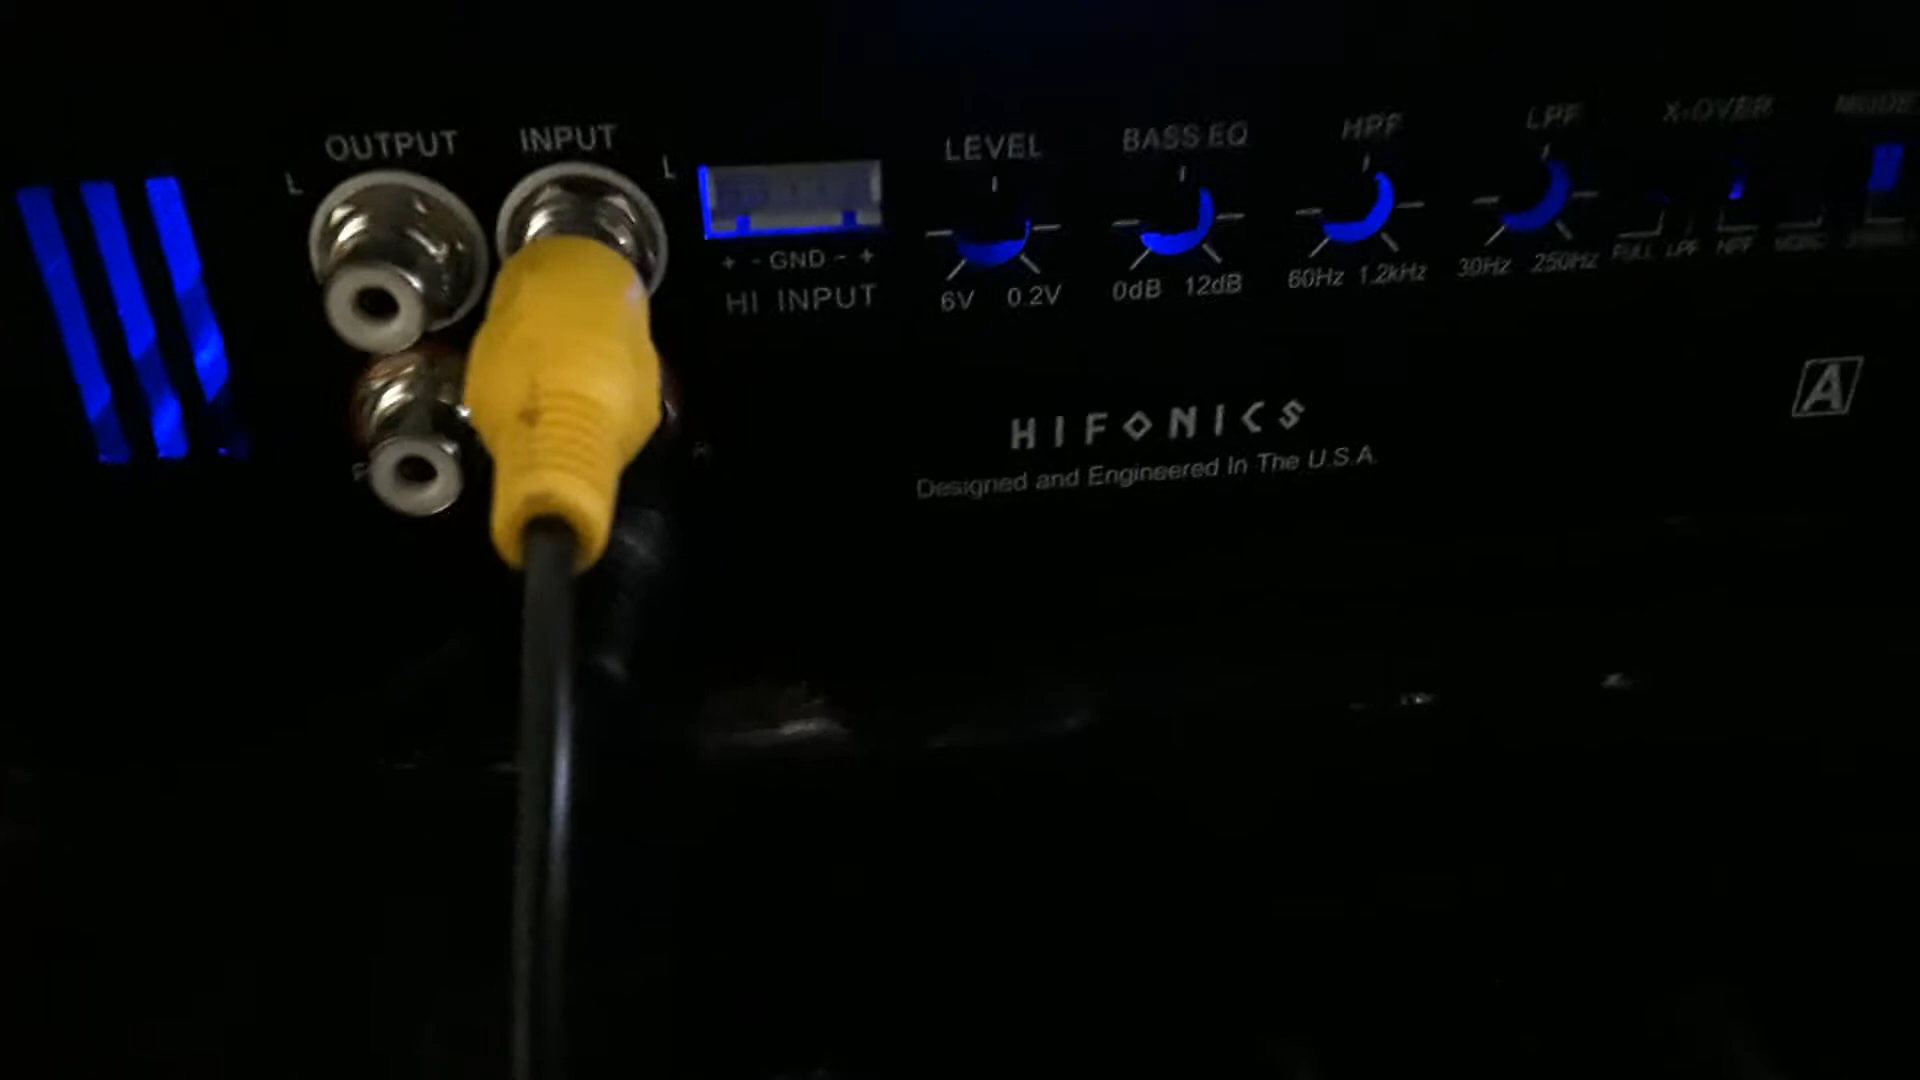 OUTPUT INPUT LEVEL BASS EQ HPF LPF X-OVER MODE
L L
+ - GND - + 6V 0.2V 0dB 12dB 60Hz 1.2kHz 30Hz 250Hz FULL LPF HPF
HI INPUT
A
HIFONICS
R
Designed and Engineered In The U.S.A.